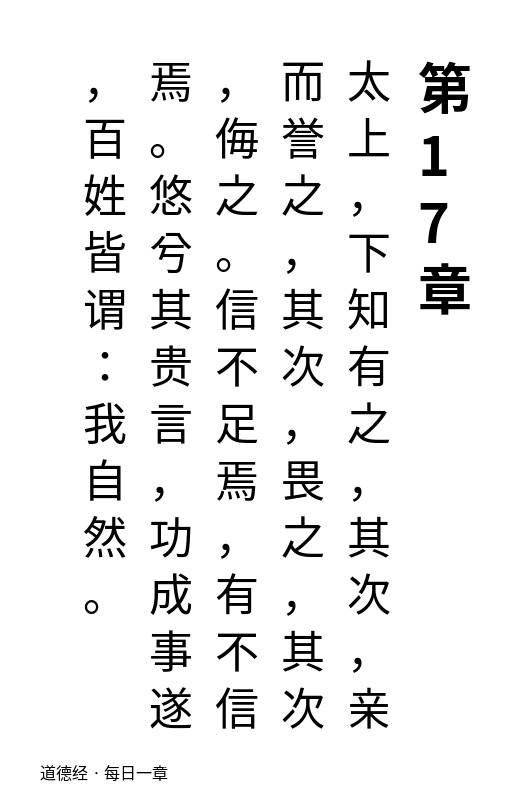 第17章
太上，下知有之，其次，亲
而誉之，其次，畏之，其次
，侮之。信不足焉，有不信
焉。悠兮其贵言，功成事遂
，百姓皆谓：我自然。
道德经 · 每日一章